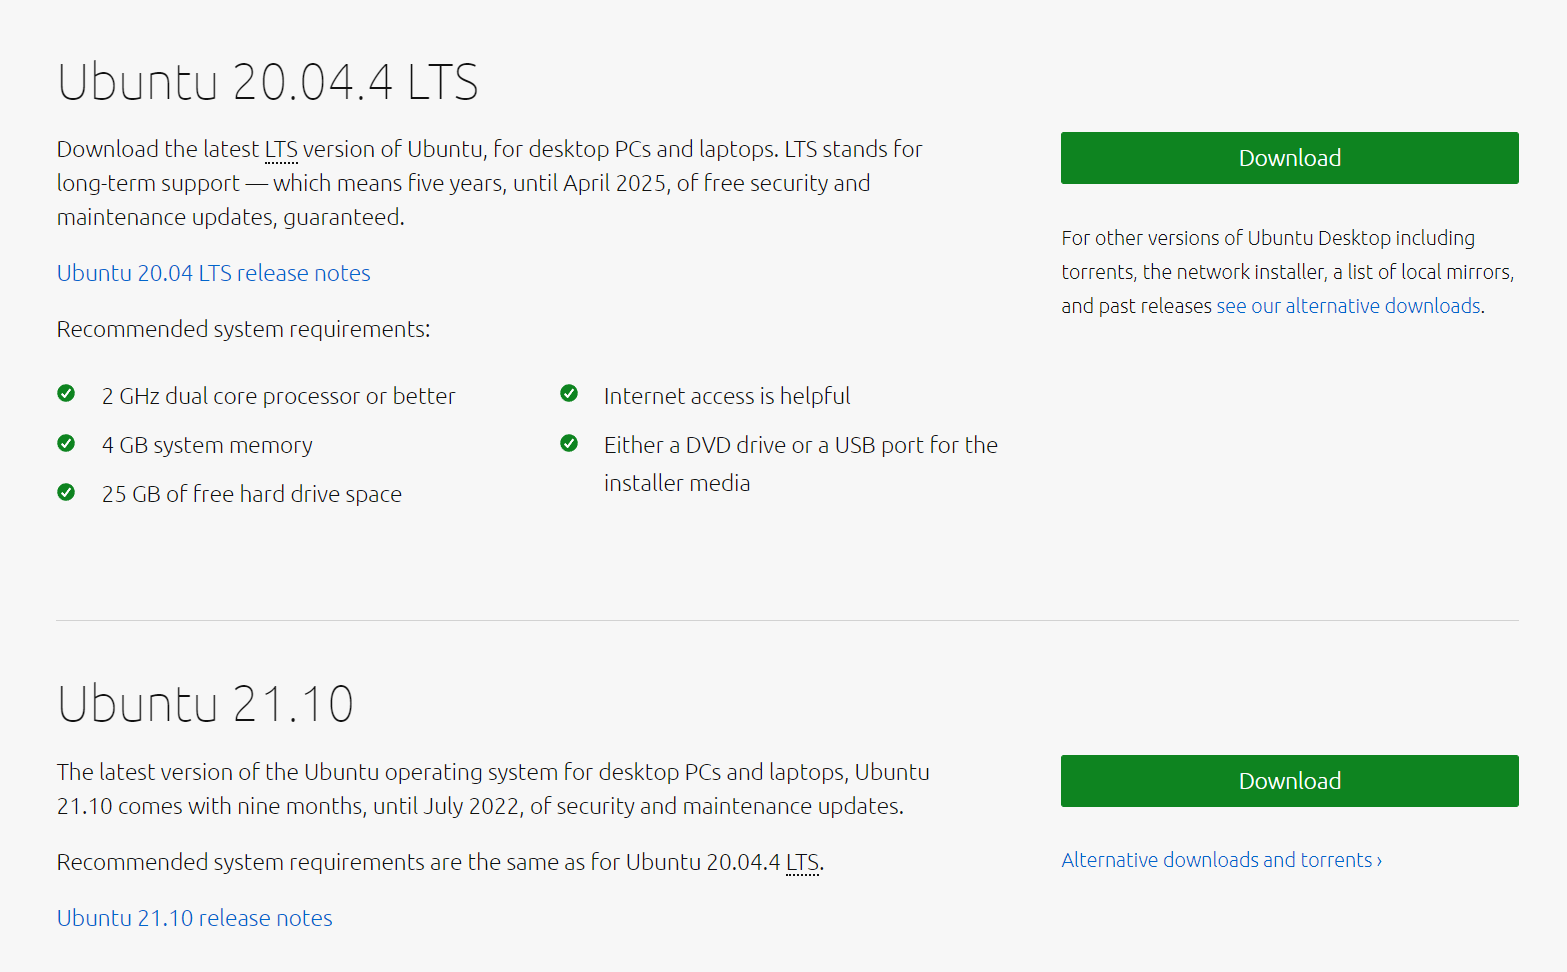 Ubuntu 20.04.4 LTS
Download the latest LTS version of Ubuntu, for desktop PCs and laptops. LTS stands for
long-term support — which means five years, until April 2025, of free security and
maintenance updates, guaranteed.
Ubuntu 20.04 LTS release notes
Recommended system requirements:
2 GHz dual core processor or better
4 GB system memory
25 GB of free hard drive space
Internet access is helpful
Either a DVD drive or a USB port for the
installer media
Download
For other versions of Ubuntu Desktop including
torrents, the network installer, a list of local mirrors,
and past releases see our alternative downloads.
Ubuntu 21.10
The latest version of the Ubuntu operating system for desktop PCs and laptops, Ubuntu
21.10 comes with nine months, until July 2022, of security and maintenance updates.
Recommended system requirements are the same as for Ubuntu 20.04.4 LTS.
Ubuntu 21.10 release notes
Download
Alternative downloads and torrents ›